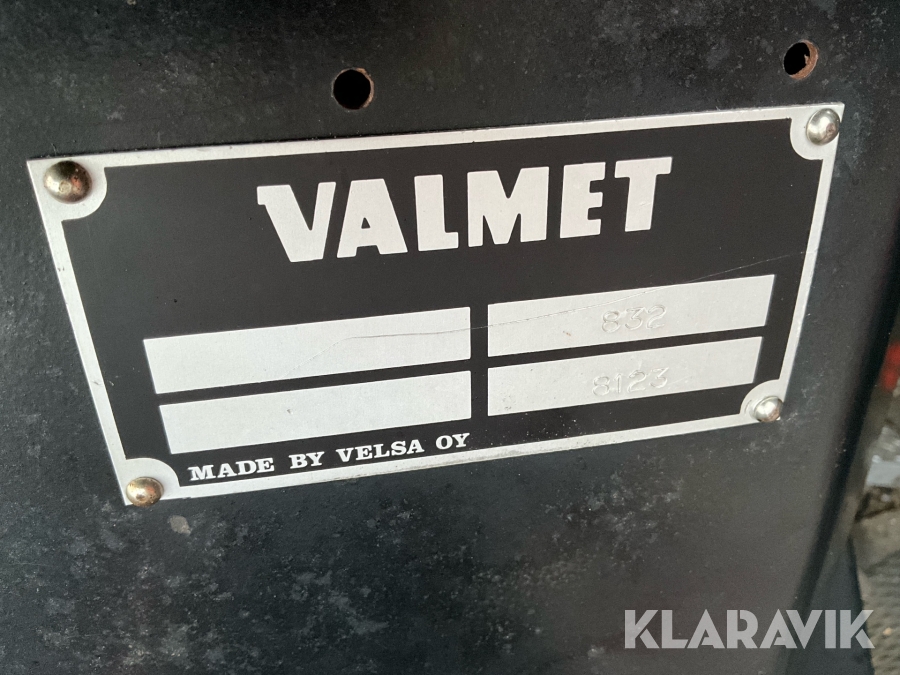 VALMET
832
8123
MADE BY VELSA OY
KLARAVIK